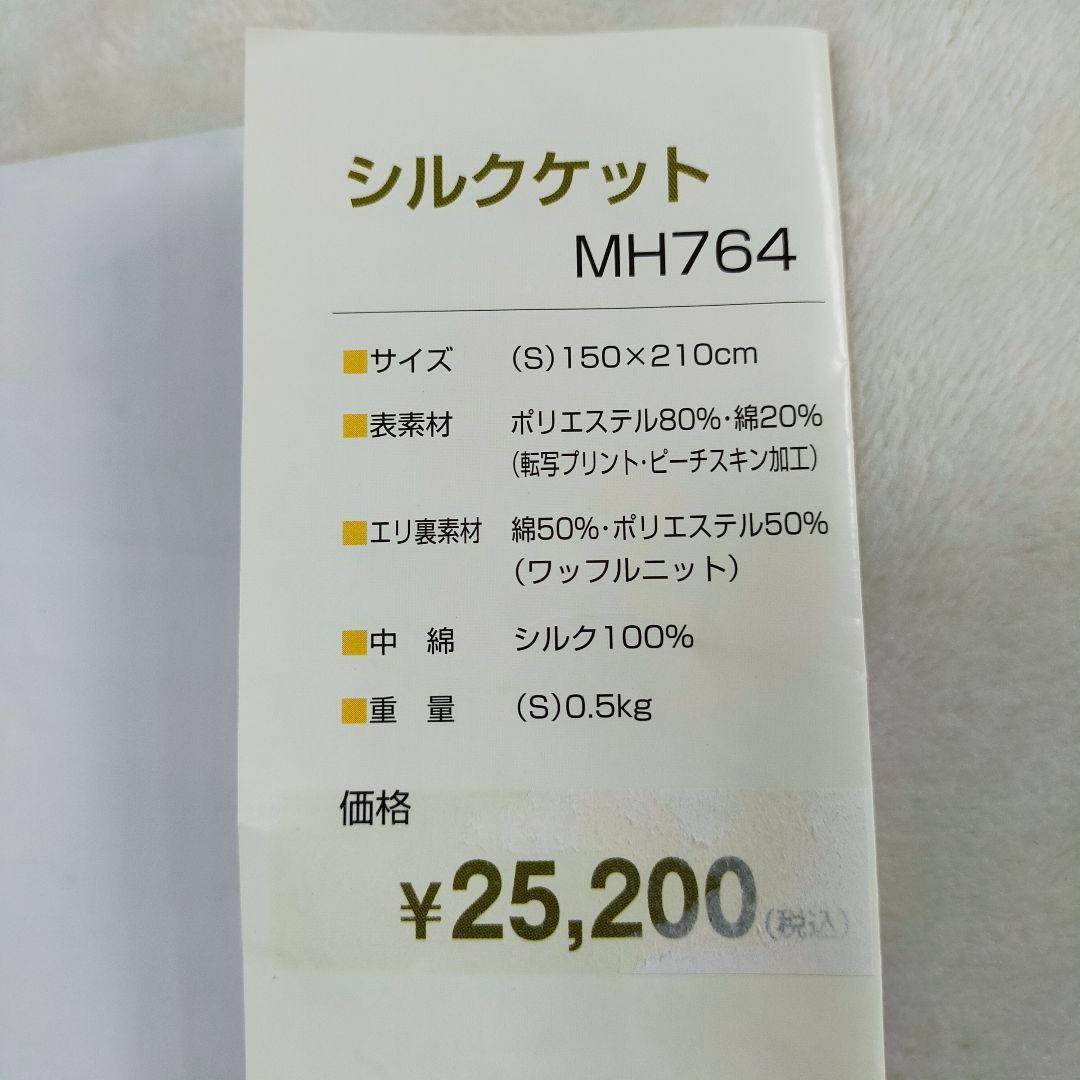 シルクケット
MH764
■サイズ (S)150×210cm
■表素材 ポリエステル80%・綿20%
(転写プリント・ピーチスキン加工)
■エリ裏素材 綿50%・ポリエステル50%
(ワッフルニット)
■中 綿 シルク100%
■重 量 (S)0.5kg
価格
¥25,200(税込)